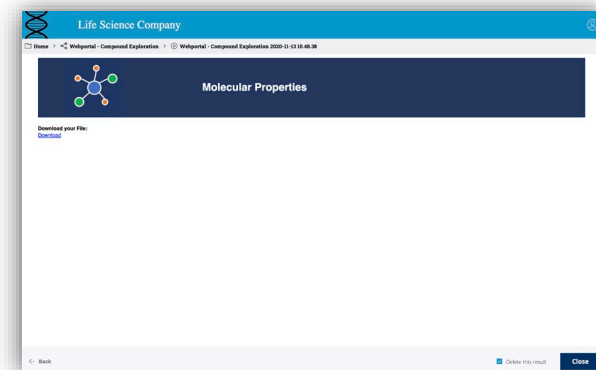 Life Science Company
Home > Webportal - Compound Exploration > Webportal - Compound Exploration 2020-11-13 10.48.38
Molecular Properties
Download your File:
Download
← Back
Delete this result
Close